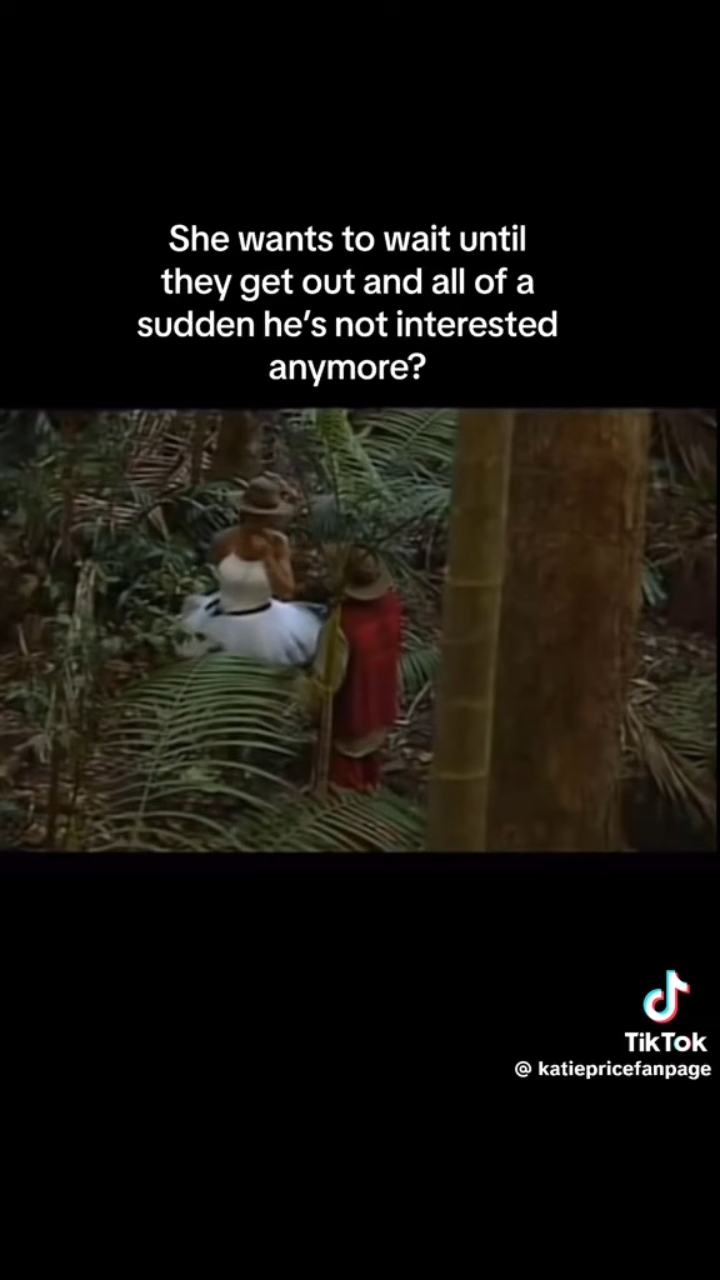 She wants to wait until
they get out and all of a
sudden he’s not interested
anymore?
TikTok
@ katiepricefanpage